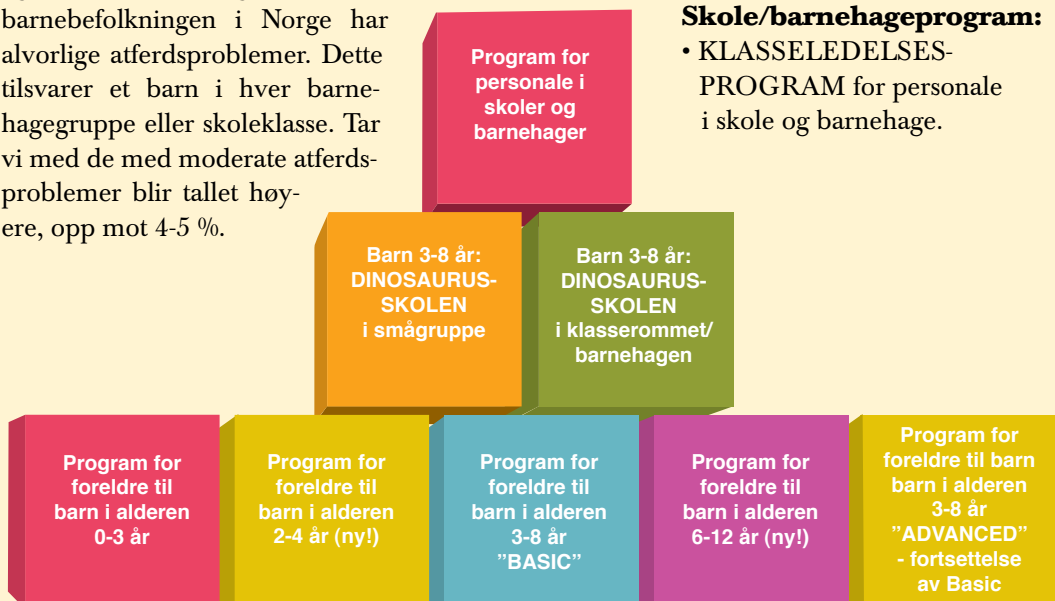 barnebefolkningen i Norge har
alvorlige atferdsproblemer. Dette
tilsvarer et barn i hver barne-
hagegruppe eller skoleklasse. Tar
vi med de med moderate atferds-
problemer blir tallet høy-
ere, opp mot 4-5 %.
Skole/barnehageprogram:
• KLASSELEDELSES-
PROGRAM for personale
i skole og barnehage.
Program for
personale i
skoler og
barnehager
Barn 3-8 år:
DINOSAURUS-
SKOLEN
i smågruppe
Barn 3-8 år:
DINOSAURUS-
SKOLEN
i klasserommet/
barnehagen
Program for
foreldre til
barn i alderen
0-3 år
Program for
foreldre til
barn i alderen
2-4 år (ny!)
Program for
foreldre til
barn i alderen
3-8 år
”BASIC”
Program for
foreldre til
barn i alderen
6-12 år (ny!)
Program for
foreldre til barn
barn i alderen
3-8 år
”ADVANCED”
- fortsettelse
av Basic